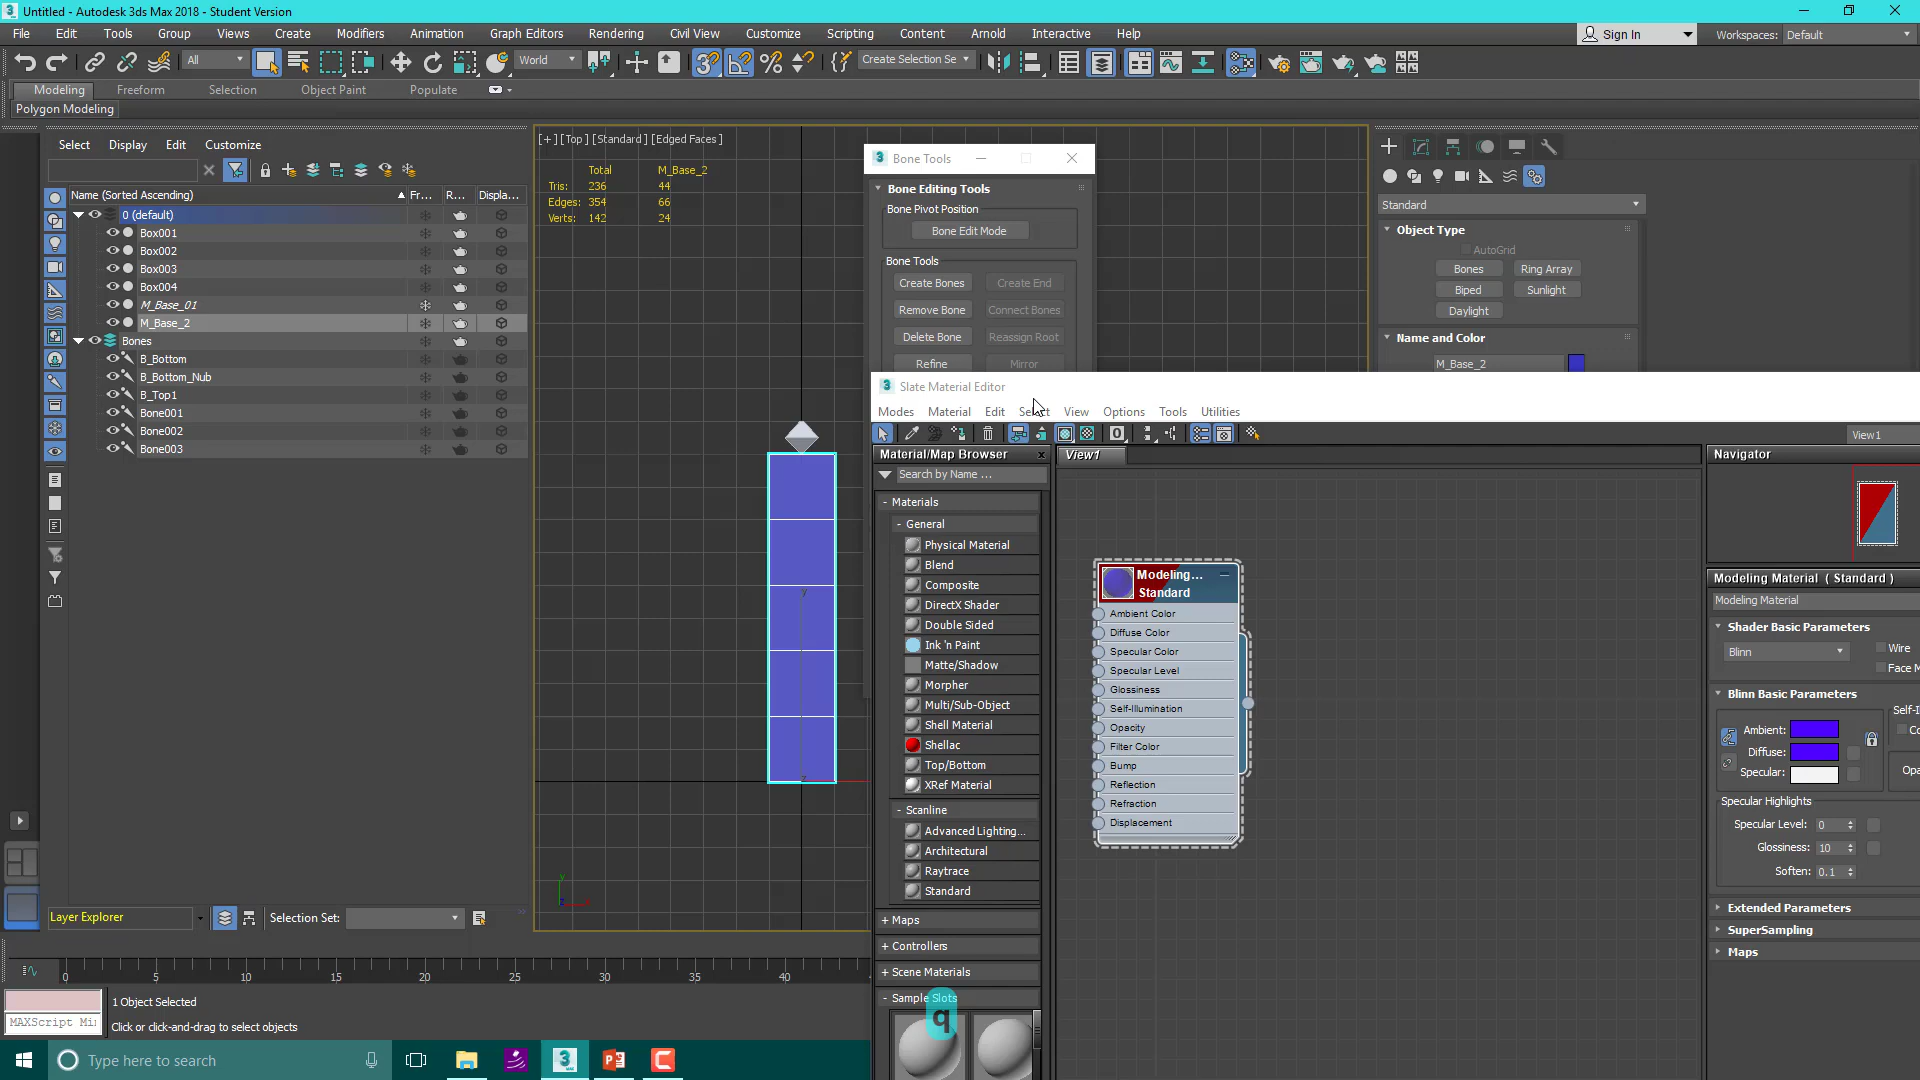 Untitled - Autodesk 3ds Max 2018 - Student Version
File Edit Tools Group Views Create Modifiers Animation Graph Editors Rendering Civil View Customize Scripting Content Arnold Interactive Help
Sign In
Workspaces: Default
All
World
Create Selection Se
Modeling Freeform Selection Object Paint Populate
Polygon Modeling
Select Display Edit Customize
Name (Sorted Ascending) Fr... R... Displa...
0 (default)
Box001
Box002
Box003
Box004
M_Base_01
M_Base_2
Bones
B_Bottom
B_Bottom_Nub
B_Top1
Bone001
Bone002
Bone003
Layer Explorer
Selection Set:
[+] [Top] [Standard] [Edged Faces]
Total M_Base_2
Tris: 236 44
Edges: 354 66
Verts: 142 24
y
z
Bone Tools
Bone Editing Tools
Bone Pivot Position
Bone Edit Mode
Bone Tools
Create Bones Create End
Remove Bone Connect Bones
Delete Bone Reassign Root
Refine Mirror
Standard
Object Type
AutoGrid
Bones Ring Array
Biped Sunlight
Daylight
Name and Color
M_Base_2
Slate Material Editor
Modes Material Edit Select View Options Tools Utilities
View1
Material/Map Browser
Search by Name ...
- Materials
- General
Physical Material
Blend
Composite
DirectX Shader
Double Sided
Ink 'n Paint
Matte/Shadow
Morpher
Multi/Sub-Object
Shell Material
Shellac
Top/Bottom
XRef Material
- Scanline
Advanced Lighting...
Architectural
Raytrace
Standard
+ Maps
+ Controllers
+ Scene Materials
- Sample Slots
q
View1
Modeling...
Standard
Ambient Color
Diffuse Color
Specular Color
Specular Level
Glossiness
Self-Illumination
Opacity
Filter Color
Bump
Reflection
Refraction
Displacement
Navigator
Modeling Material ( Standard )
Modeling Material
Shader Basic Parameters
Blinn
Wire
Face M
Blinn Basic Parameters
Self-I
Ambient:
Co
Diffuse:
Specular:
Opa
Specular Highlights
Specular Level: 0
Glossiness: 10
Soften: 0.1
Extended Parameters
SuperSampling
Maps
0 5 10 15 20 25 30 35 40
1 Object Selected
MAXScript Mi
Click or click-and-drag to select objects
Type here to search